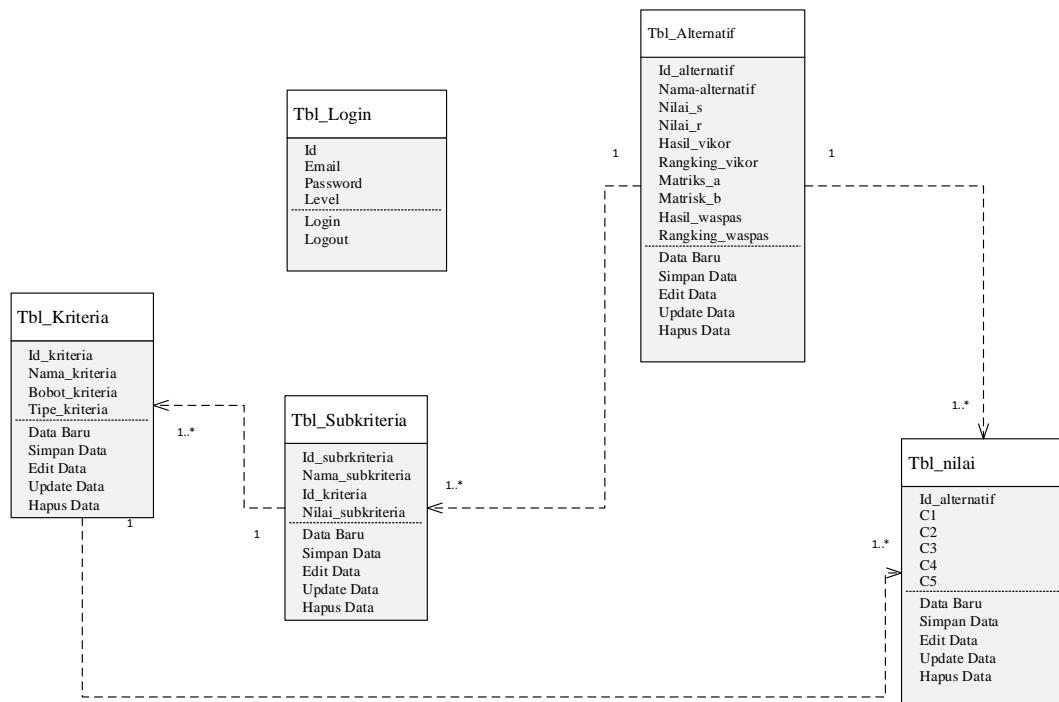 Tbl_Alternatif
Id_alternatif
Nama-alternatif
Nilai_s
Nilai_r
Hasil_vikor
Rangking_vikor
Matriks_a
Matrisk_b
Hasil_waspas
Rangking_waspas
Data Baru
Simpan Data
Edit Data
Update Data
Hapus Data
Tbl_Login
Id
Email
Password
Level
Login
Logout
1
1
Tbl_Kriteria
Id_kriteria
Nama_kriteria
Bobot_kriteria
Tipe_kriteria
Data Baru
Simpan Data
Edit Data
Update Data
Hapus Data
1..*
1
Tbl_Subkriteria
Id_subrkriteria
Nama_subkriteria
Id_kriteria
Nilai_subkriteria
Data Baru
Simpan Data
Edit Data
Update Data
Hapus Data
1..*
1
1..*
Tbl_nilai
Id_alternatif
C1
C2
C3
C4
C5
Data Baru
Simpan Data
Edit Data
Update Data
Hapus Data
1..*